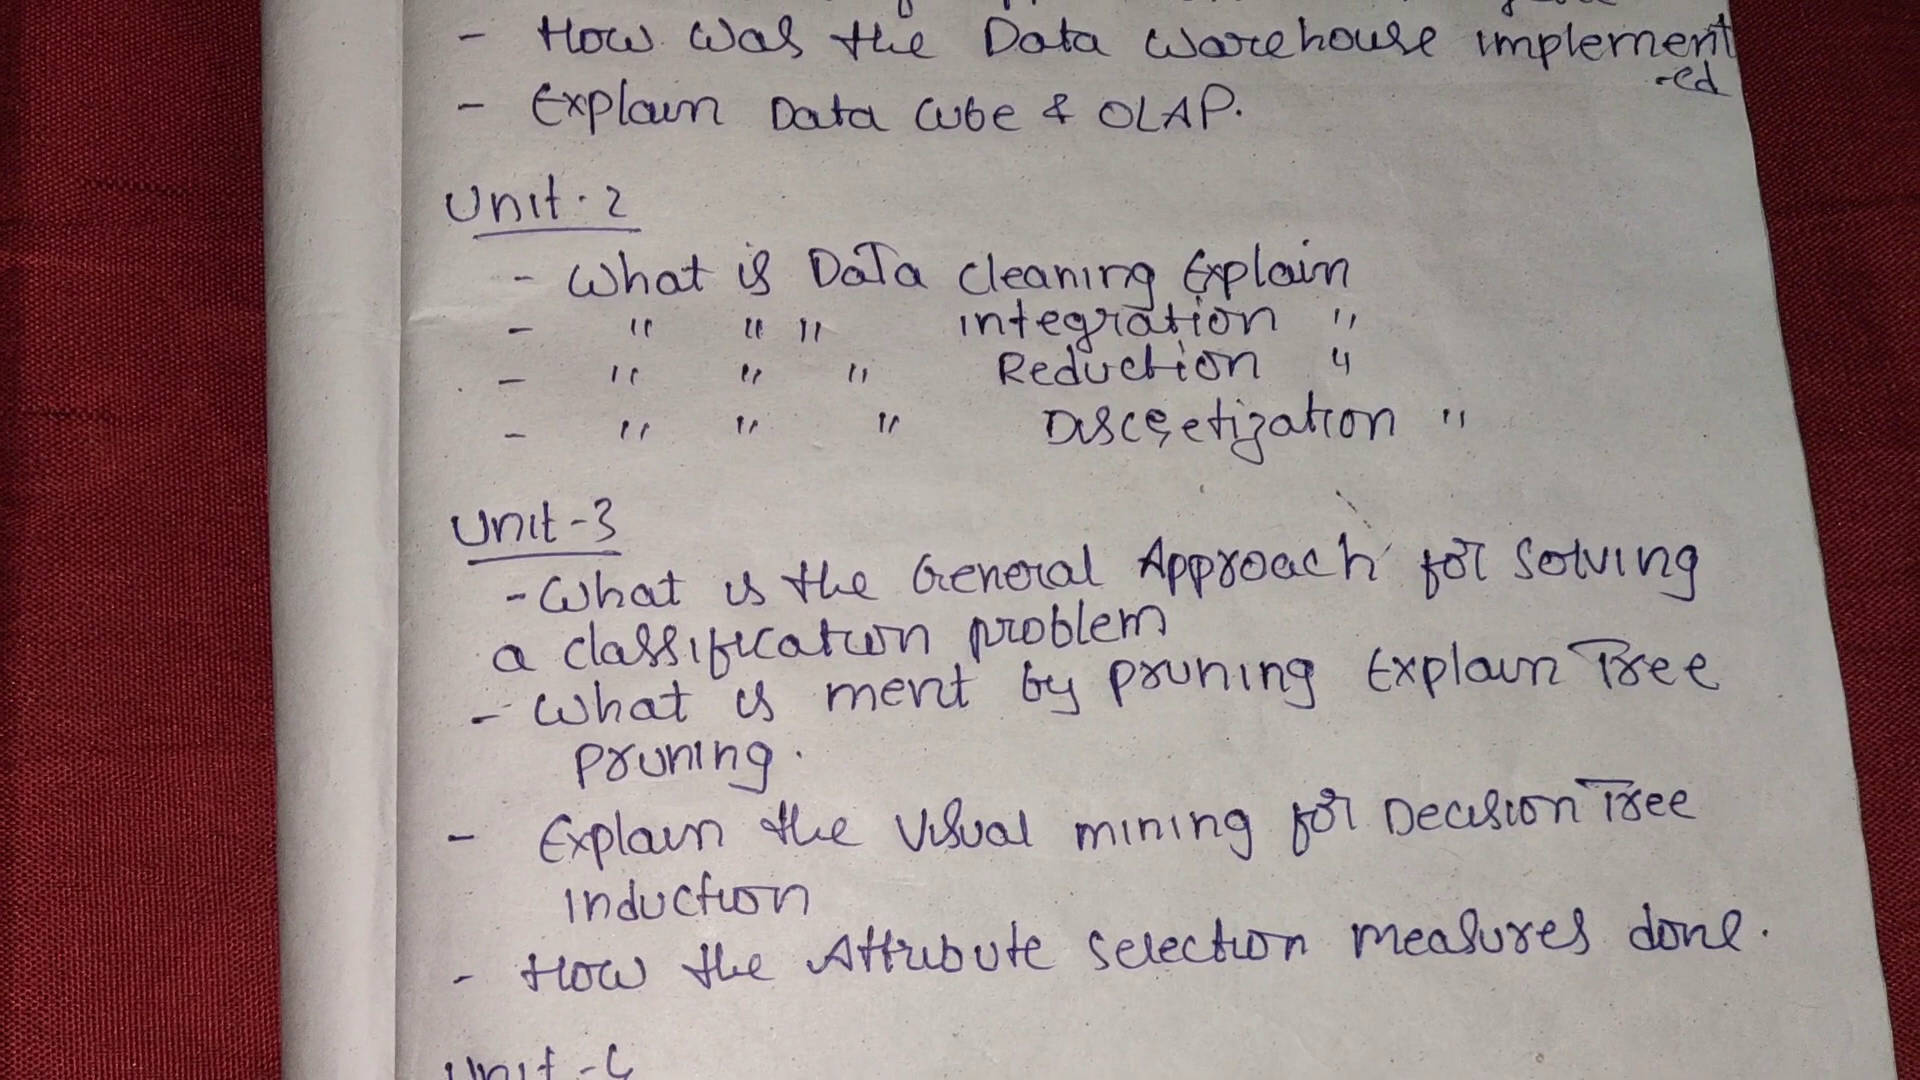 - How was the Data Warehouse implement
-ed
- Explain Data Cube & OLAP.
Unit-2
- What is Data Cleaning Explain
- " " " integration "
- " " " Reduction "
- " " " Discretization "
Unit-3
- What is the General Approach for Solving
a classification problem
- What is ment by pruning Explain Tree
pruning.
- Explain the Visual mining for Decision Tree
induction
- How the Attribute Selection measures done.